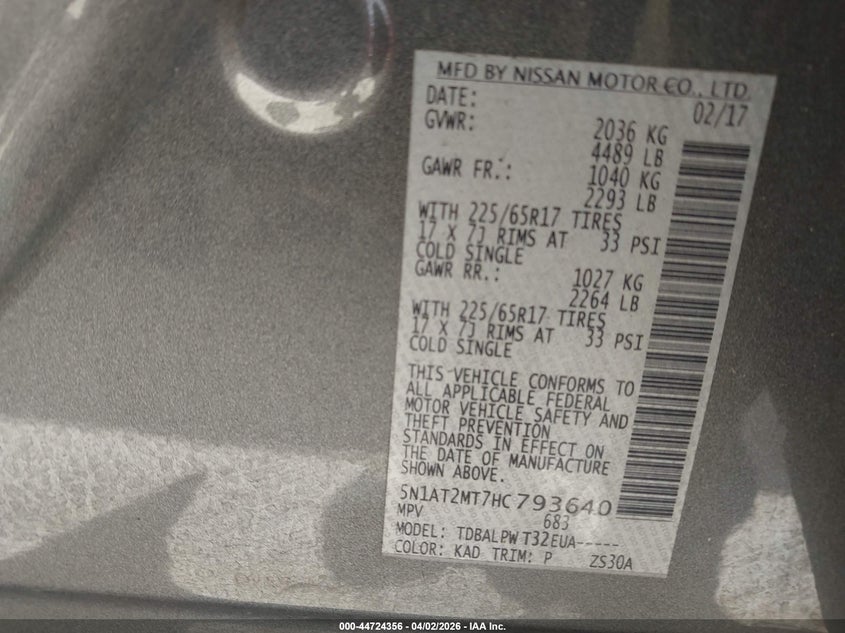 MFD BY NISSAN MOTOR CO., LTD.
DATE: 02/17
GVWR: 2036 KG
4489 LB
GAWR FR.: 1040 KG
2293 LB
WITH 225/65R17 TIRES
17 X 7J RIMS AT 33 PSI
COLD SINGLE
GAWR RR.: 1027 KG
2264 LB
WITH 225/65R17 TIRES
17 X 7J RIMS AT 33 PSI
COLD SINGLE
THIS VEHICLE CONFORMS TO
ALL APPLICABLE FEDERAL
MOTOR VEHICLE SAFETY AND
THEFT PREVENTION
STANDARDS IN EFFECT ON
THE DATE OF MANUFACTURE
SHOWN ABOVE.
5N1AT2MT7HC793640
MPV 683
MODEL: TDBALPW T32EUA-----
COLOR: KAD TRIM: P ZS30A
000-44724356 - 04/02/2026 - IAA Inc.